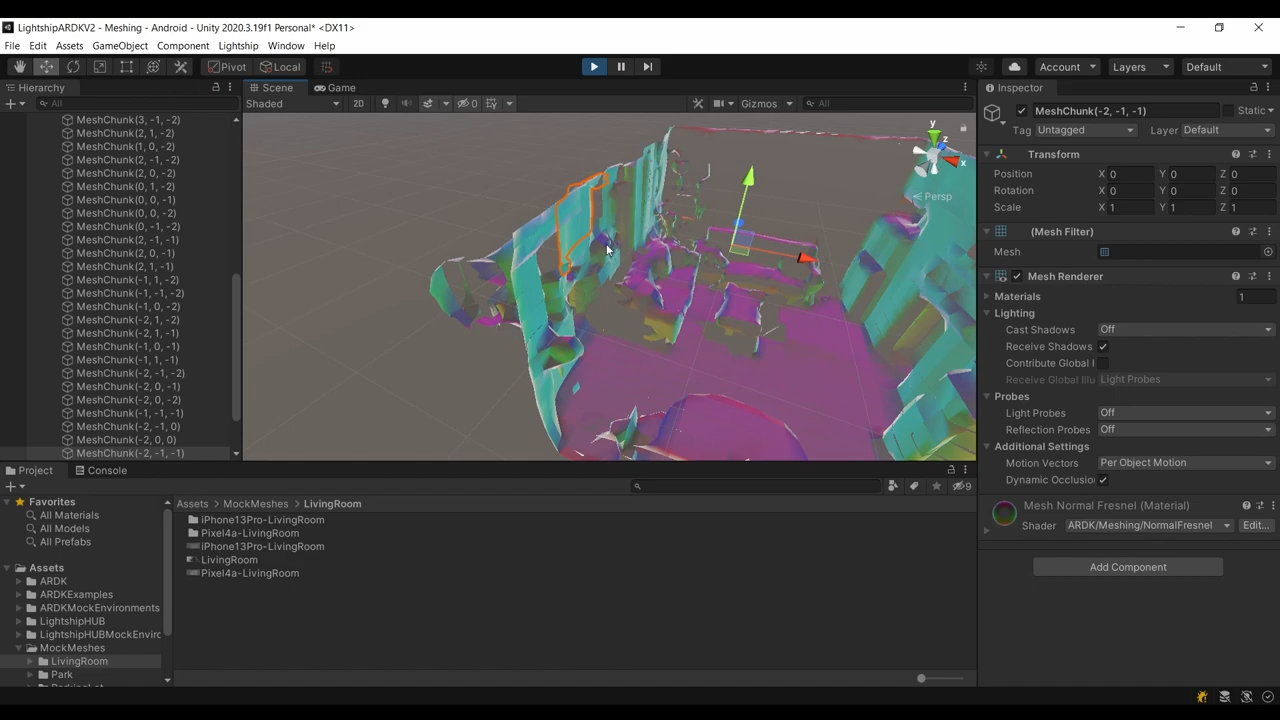 LightshipARDKV2 - Meshing - Android - Unity 2020.3.19f1 Personal* <DX11>
File Edit Assets GameObject Component Lightship Window Help
Pivot Local Account Layers Default
Hierarchy
All
MeshChunk(3, -1, -2)
MeshChunk(2, 1, -2)
MeshChunk(1, 0, -2)
MeshChunk(2, -1, -2)
MeshChunk(2, 0, -2)
MeshChunk(0, 1, -2)
MeshChunk(0, 0, -1)
MeshChunk(0, 0, -2)
MeshChunk(0, -1, -2)
MeshChunk(2, -1, -1)
MeshChunk(2, 0, -1)
MeshChunk(2, 1, -1)
MeshChunk(-1, 1, -2)
MeshChunk(-1, -1, -2)
MeshChunk(-1, 0, -2)
MeshChunk(-2, 1, -2)
MeshChunk(-2, 1, -1)
MeshChunk(-1, 0, -1)
MeshChunk(-1, 1, -1)
MeshChunk(-2, -1, -2)
MeshChunk(-2, 0, -1)
MeshChunk(-2, 0, -2)
MeshChunk(-1, -1, -1)
MeshChunk(-2, -1, 0)
MeshChunk(-2, 0, 0)
MeshChunk(-2, -1, -1)
Scene Game
Shaded 2D 0 Gizmos All
y
z
x
Persp
Inspector
MeshChunk(-2, -1, -1) Static
Tag Untagged Layer Default
Transform
Position X 0 Y 0 Z 0
Rotation X 0 Y 0 Z 0
Scale X 1 Y 1 Z 1
(Mesh Filter)
Mesh
Mesh Renderer
Materials 1
Lighting
Cast Shadows Off
Receive Shadows
Contribute Global I
Receive Global Illu Light Probes
Probes
Light Probes Off
Reflection Probes Off
Additional Settings
Motion Vectors Per Object Motion
Dynamic Occlusio
Mesh Normal Fresnel (Material)
Shader ARDK/Meshing/NormalFresnel Edit...
Add Component
Project Console
9
Favorites
All Materials
All Models
All Prefabs
Assets
ARDK
ARDKExamples
ARDKMockEnvironments
LightshipHUB
LightshipHUBMockEnvirc
MockMeshes
LivingRoom
Park
Assets > MockMeshes > LivingRoom
iPhone13Pro-LivingRoom
Pixel4a-LivingRoom
iPhone13Pro-LivingRoom
LivingRoom
Pixel4a-LivingRoom